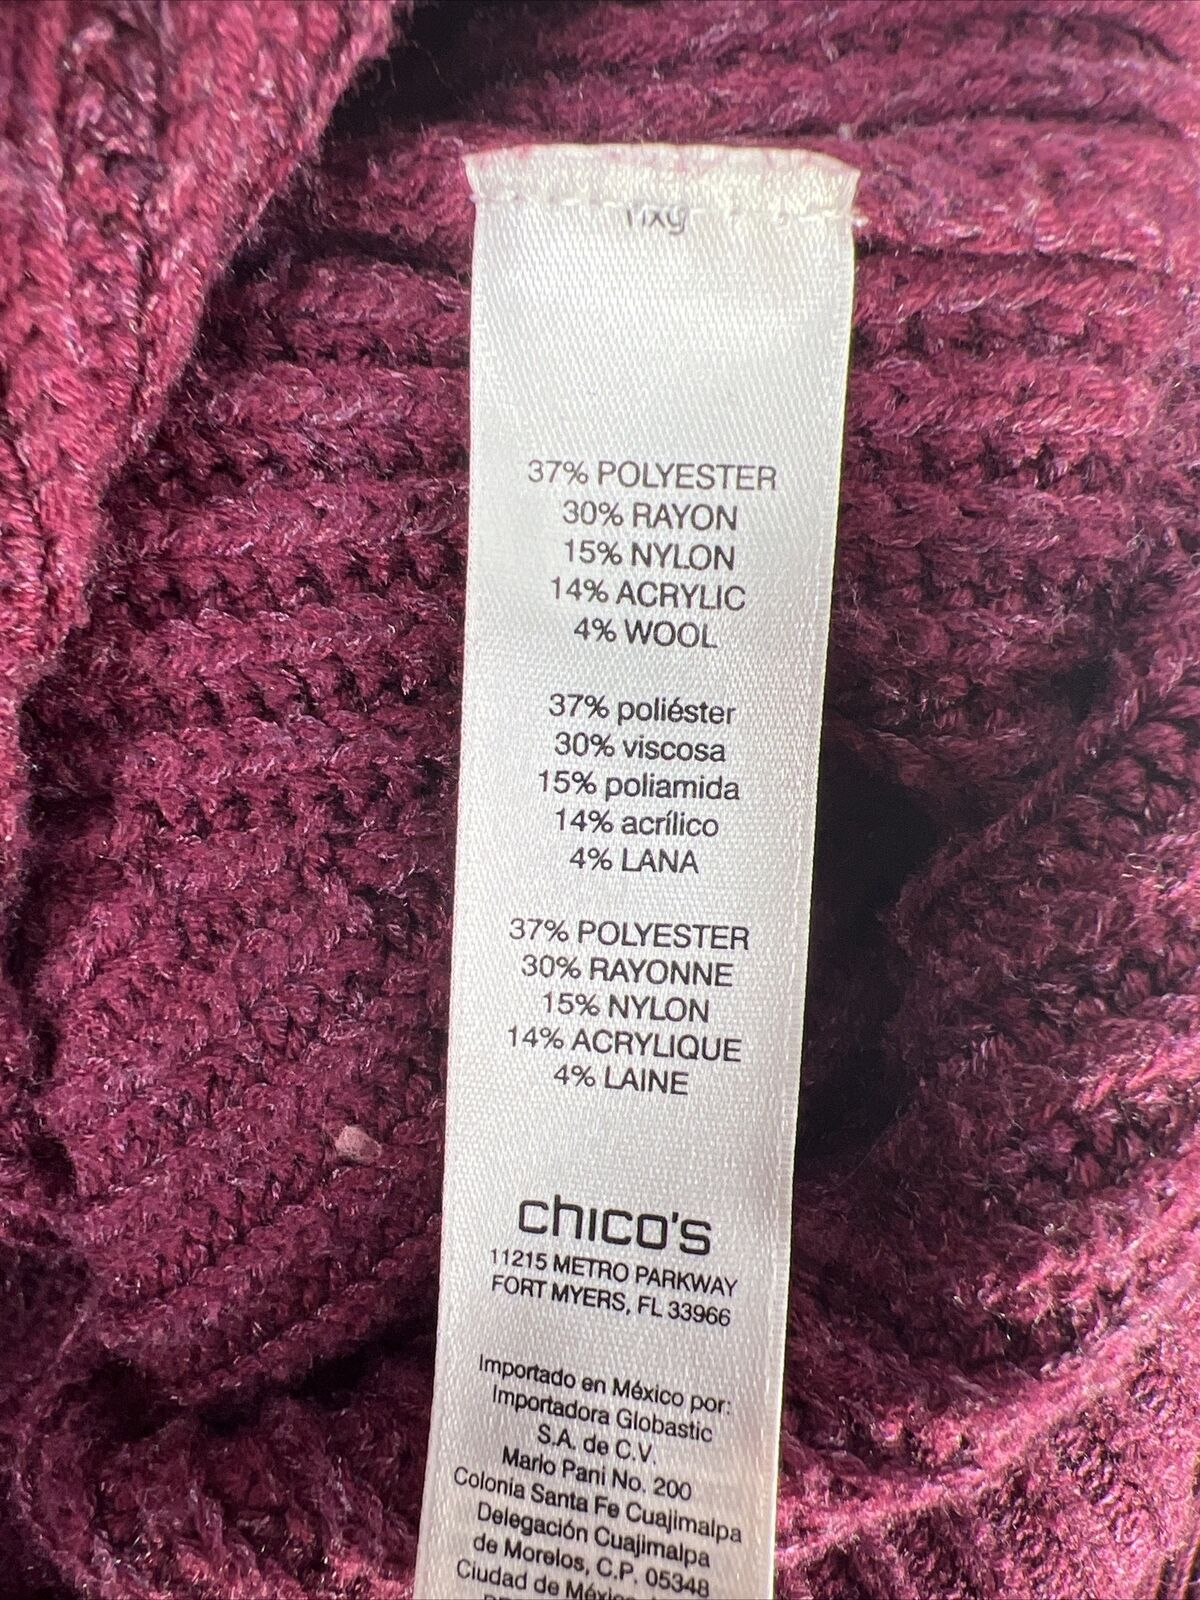 37% POLYESTER
30% RAYON
15% NYLON
14% ACRYLIC
4% WOOL
37% poliéster
30% viscosa
15% poliamida
14% acrílico
4% LANA
37% POLYESTER
30% RAYONNE
15% NYLON
14% ACRYLIQUE
4% LAINE
chico's
11215 METRO PARKWAY
FORT MYERS, FL 33966
Importado en México por:
Importadora Globastic
S.A. de C.V.
Mario Pani No. 200
Colonia Santa Fe Cuajimalpa
Delegación Cuajimalpa
de Morelos, C.P. 05348
Ciudad de México